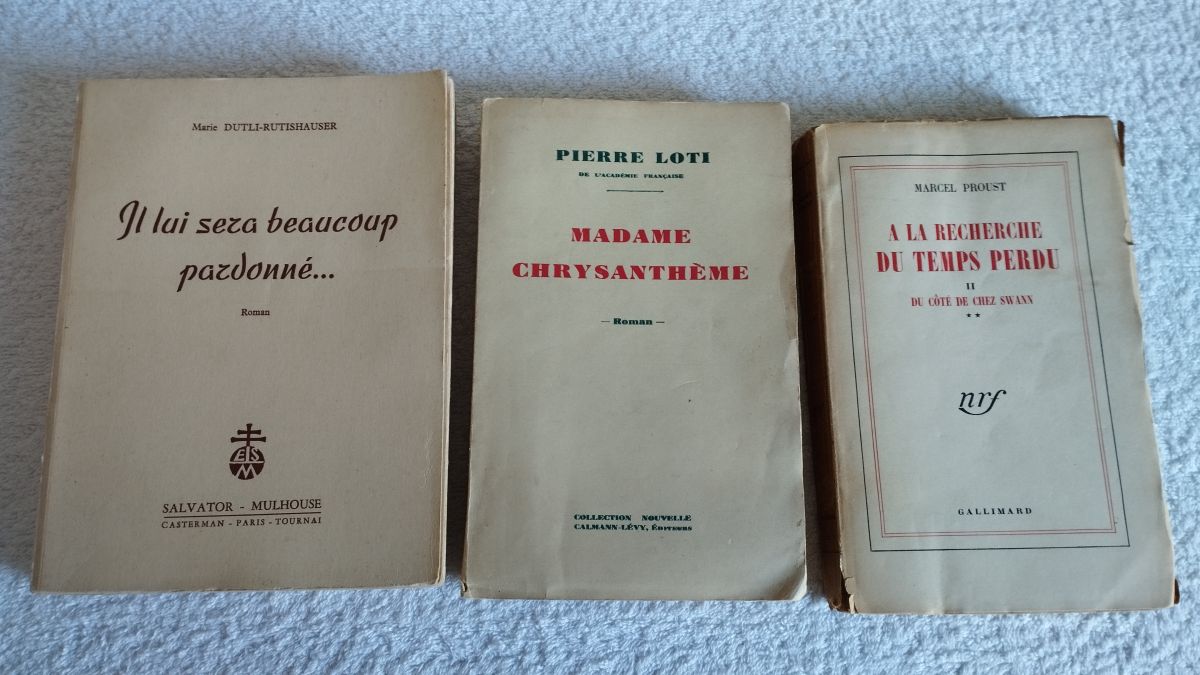 Marie DUTLI-RUTISHAUSER
Il lui sera beaucoup
pardonné...
Roman
EIS
M
SALVATOR - MULHOUSE
CASTERMAN - PARIS - TOURNAI
PIERRE LOTI
DE L'ACADÉMIE FRANÇAISE
MADAME
CHRYSANTHÈME
— Roman —
COLLECTION NOUVELLE
CALMANN-LÉVY, ÉDITEURS
MARCEL PROUST
A LA RECHERCHE
DU TEMPS PERDU
II
DU CÔTÉ DE CHEZ SWANN
★★
nrf
GALLIMARD